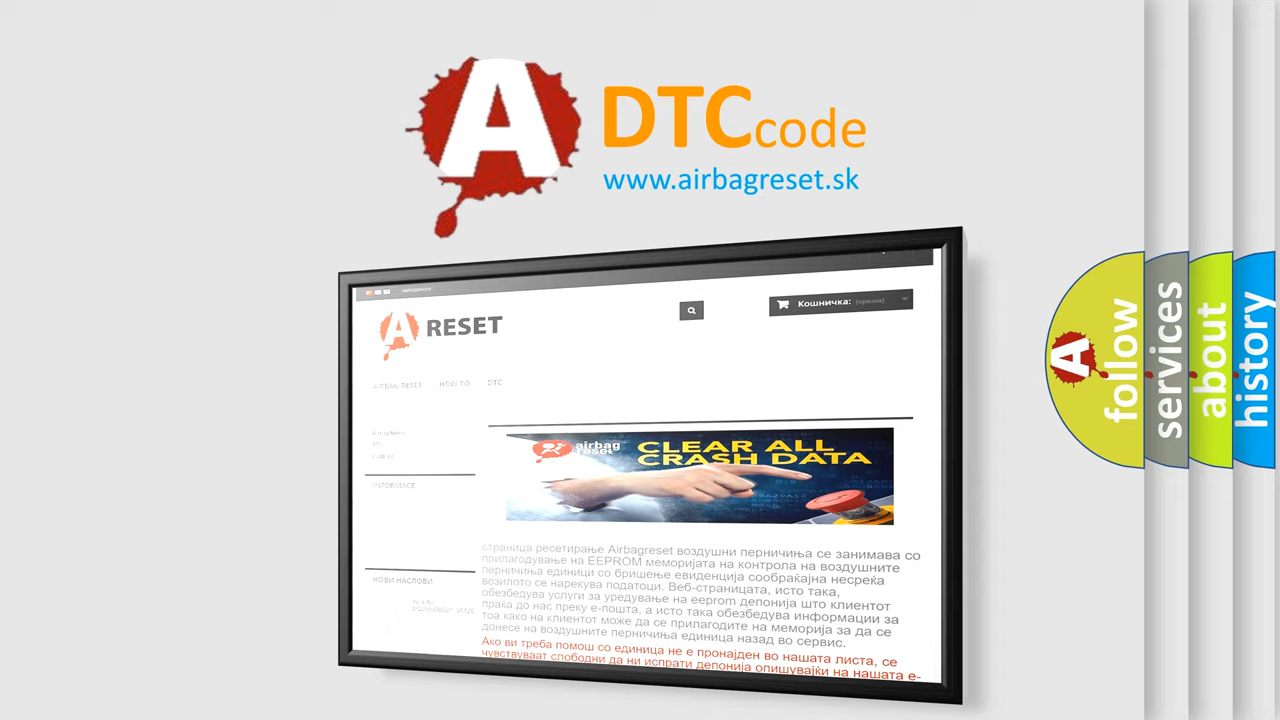 A
DTC code
www.airbagreset.sk
A RESET
Кошничка: (празна)
AIRBAG RESET HOW TO DTC
INFORMACE
airbag
reset
CLEAR ALL
CRASH DATA
страница ресетирање Airbagreset воздушни перничиња се занимава со
прилагодување на EEPROM меморијата на контрола на воздушните
перничиња единици со бришење евиденција сообраќајна несреќа
возилото се нарекува податоци. Веб-страницата, исто така,
обезбедува услуги за уредување на eeprom депонија што клиентот
праќа до нас преку е-пошта, а исто така обезбедува информации за
тоа како на клиентот може да се прилагодите на меморија за да се
донесе на воздушните перничиња единица назад во сервис.
Ако ви треба помош со единица не е пронајден во нашата листа, се
чувствуваат слободни да ни испрати депонија опишувајќи на нашата е-
НОВИ НАСЛОВИ
A
follow
services
about
history